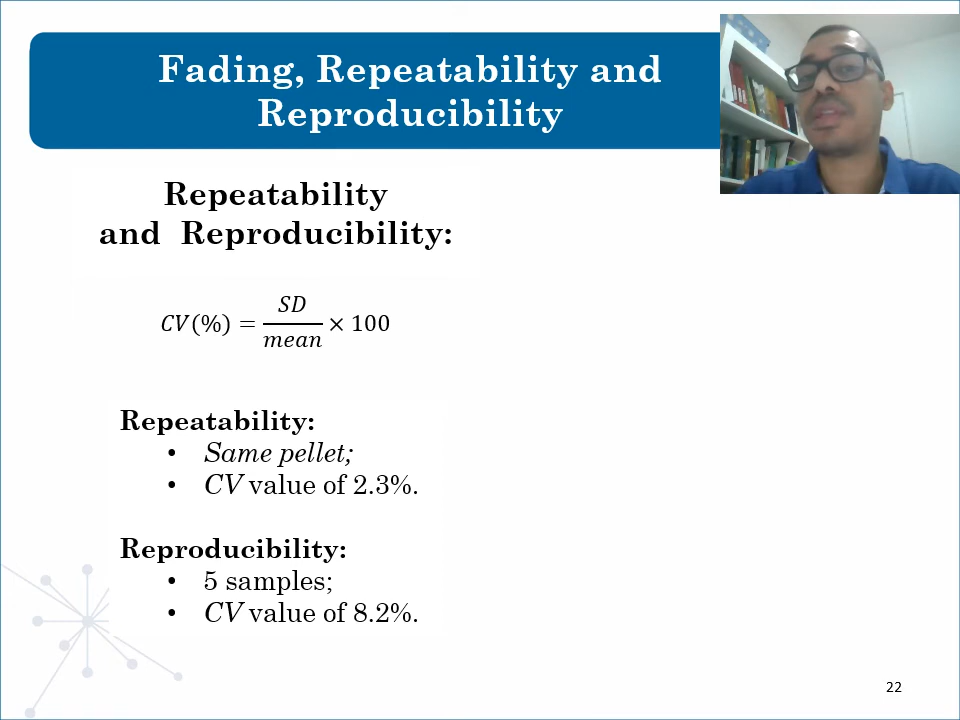 Fading, Repeatability and
Reproducibility
Repeatability
and Reproducibility:
CV(%) = SD/mean × 100
Repeatability:
• Same pellet;
• CV value of 2.3%.
Reproducibility:
• 5 samples;
• CV value of 8.2%.
22